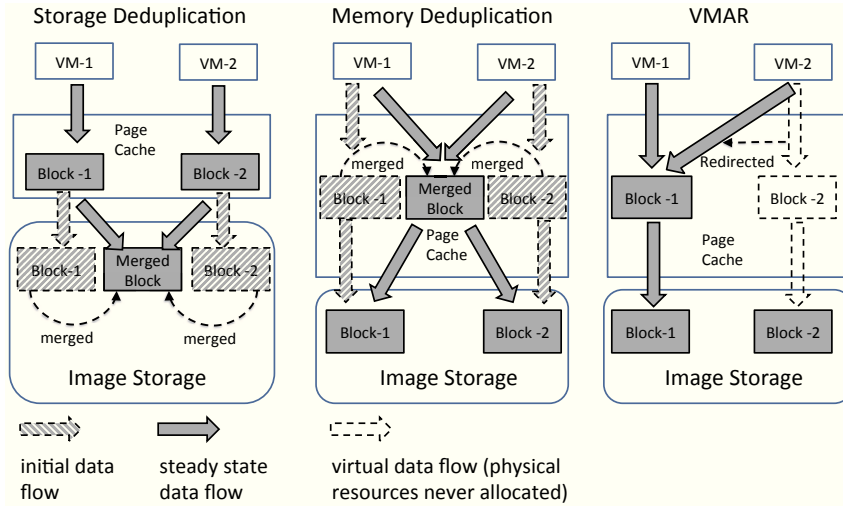 Storage Deduplication
VM-1
VM-2
Page
Cache
Block -1
Block -2
Block-1
Merged
Block
Block -2
merged
merged
Image Storage
Memory Deduplication
VM-1
VM-2
merged
merged
Block -1
Merged
Block
Block -2
Page
Cache
Block-1
Block -2
Image Storage
VMAR
VM-1
VM-2
Redirected
Block -1
Block -2
Page
Cache
Block-1
Block -2
Image Storage
initial data
flow
steady state
data flow
virtual data flow (physical
resources never allocated)